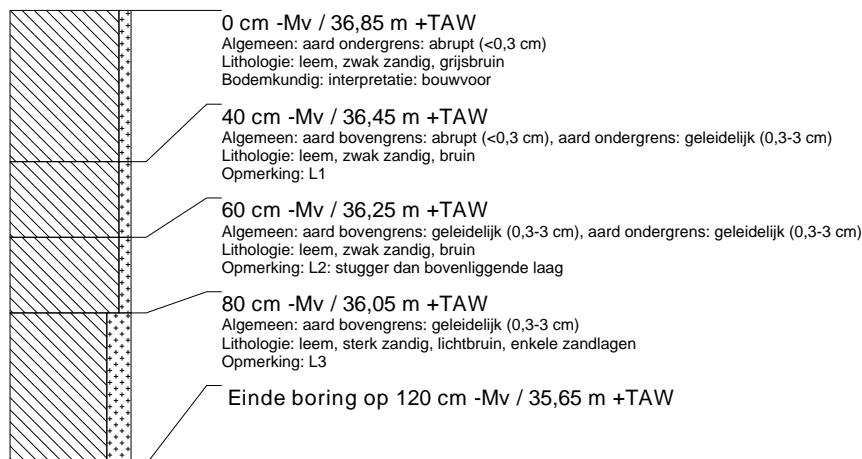 0 cm -Mv / 36,85 m +TAW
Algemeen: aard ondergrens: abrupt (<0,3 cm)
Lithologie: leem, zwak zandig, grijsbruin
Bodemkundig: interpretatie: bouwvoor
40 cm -Mv / 36,45 m +TAW
Algemeen: aard bovengrens: abrupt (<0,3 cm), aard ondergrens: geleidelijk (0,3-3 cm)
Lithologie: leem, zwak zandig, bruin
Opmerking: L1
60 cm -Mv / 36,25 m +TAW
Algemeen: aard bovengrens: geleidelijk (0,3-3 cm), aard ondergrens: geleidelijk (0,3-3 cm)
Lithologie: leem, zwak zandig, bruin
Opmerking: L2: stugger dan bovenliggende laag
80 cm -Mv / 36,05 m +TAW
Algemeen: aard bovengrens: geleidelijk (0,3-3 cm)
Lithologie: leem, sterk zandig, lichtbruin, enkele zandlagen
Opmerking: L3
Einde boring op 120 cm -Mv / 35,65 m +TAW